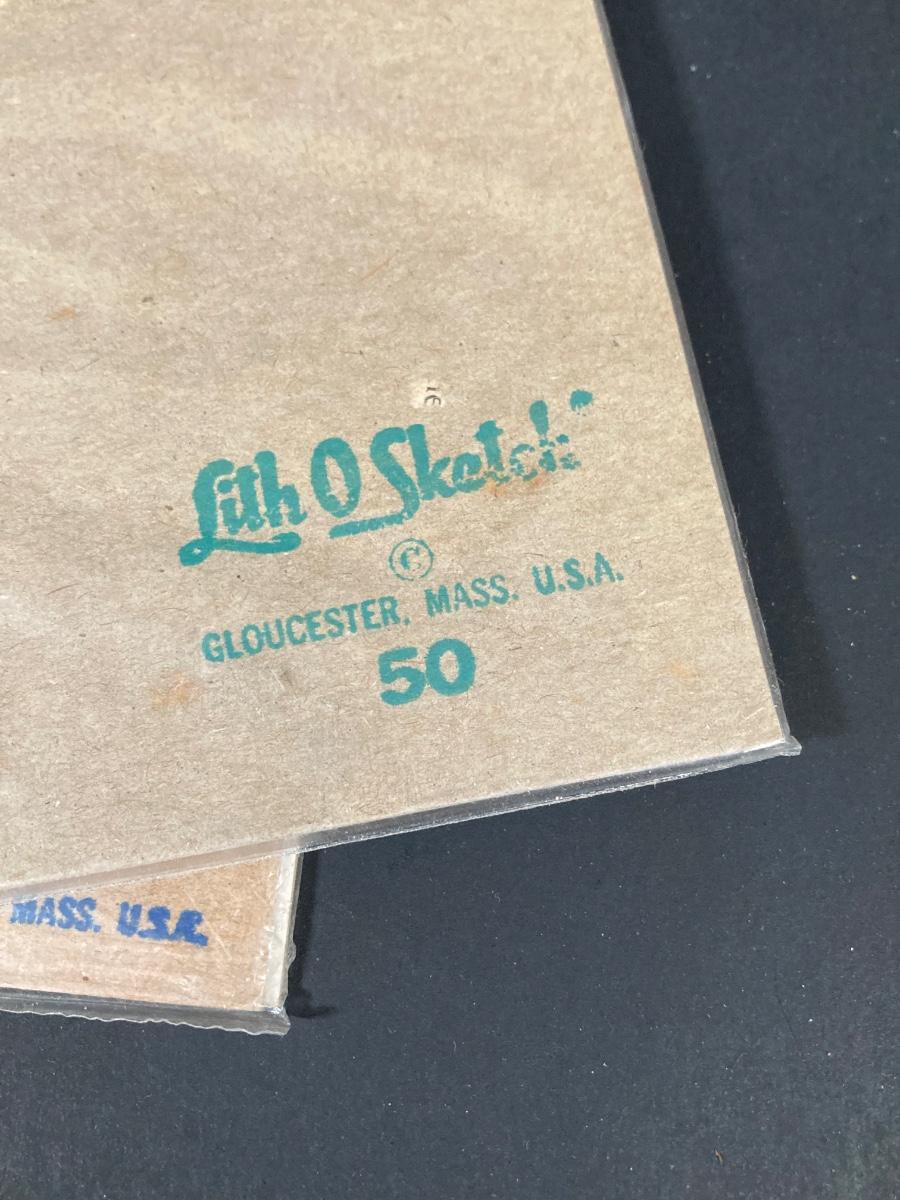 Lith O Sketch
©
GLOUCESTER, MASS. U.S.A.
50
MASS. U.S.A.